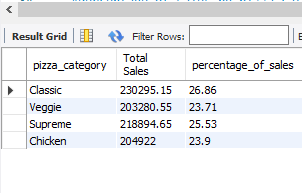 Result Grid Filter Rows:
pizza_category Total Sales percentage_of_sales
Classic 230295.15 26.86
Veggie 203280.55 23.71
Supreme 218894.65 25.53
Chicken 204922 23.9